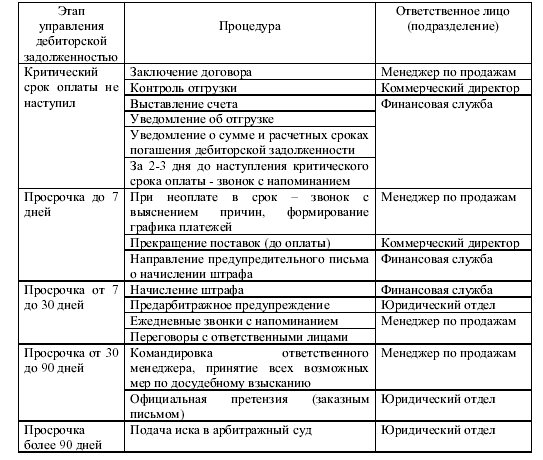 Этап
управления
дебиторской
задолженностью
Процедура
Ответственное лицо
(подразделение)
Критический
срок оплаты не
наступил
Заключение договора
Менеджер по продажам
Контроль отгрузки
Коммерческий директор
Выставление счета
Финансовая служба
Уведомление об отгрузке
Уведомление о сумме и расчетных сроках
погашения дебиторской задолженности
За 2-3 дня до наступления критического
срока оплаты - звонок с напоминанием
Просрочка до 7
дней
При неоплате в срок – звонок с
выяснением причин, формирование
графика платежей
Менеджер по продажам
Прекращение поставок (до оплаты)
Коммерческий директор
Направление предупредительного письма
о начислении штрафа
Финансовая служба
Просрочка от 7
до 30 дней
Начисление штрафа
Финансовая служба
Предарбитражное предупреждение
Юридический отдел
Ежедневные звонки с напоминанием
Менеджер по продажам
Переговоры с ответственными лицами
Просрочка от 30
до 90 дней
Командировка ответственного
менеджера, принятие всех возможных
мер по досудебному взысканию
Менеджер по продажам
Официальная претензия (заказным
письмом)
Юридический отдел
Просрочка
более 90 дней
Подача иска в арбитражный суд
Юридический отдел